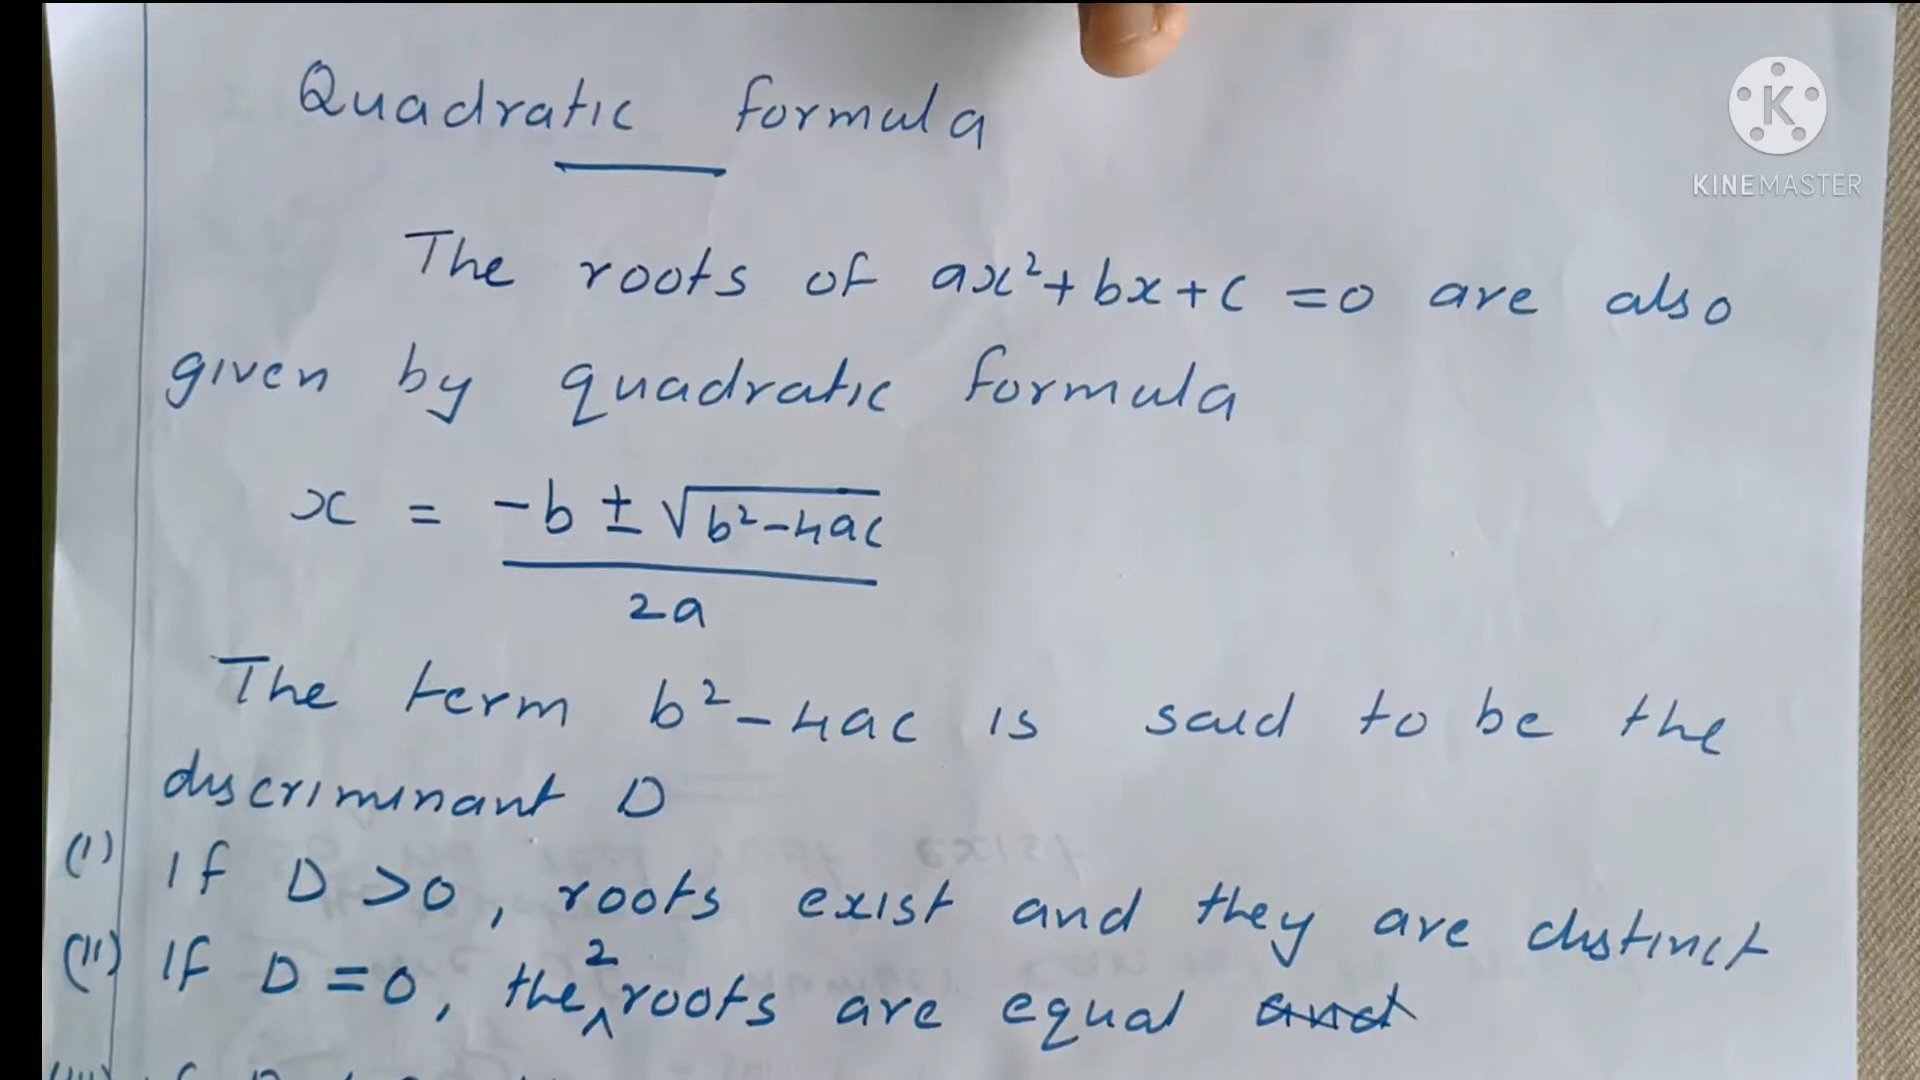 Quadratic formula
K
KINEMASTER
The roots of ax²+bx+c=0 are also
given by quadratic formula
x = -b ± √b²-4ac
2a
The term b²-4ac is said to be the
discriminant D
(i) If D>0, roots exist and they are distinct
(ii) If D=0, the 2 roots are equal and